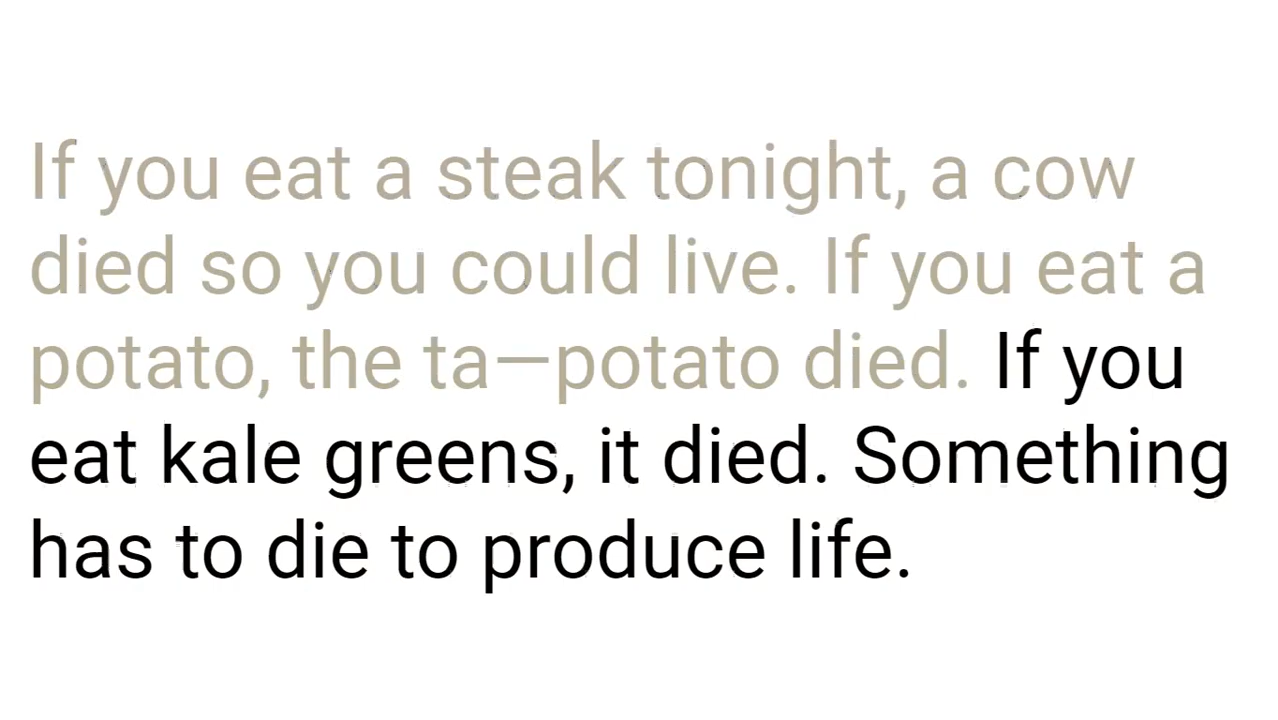 If you eat a steak tonight, a cow
died so you could live. If you eat a
potato, the ta—potato died. If you
eat kale greens, it died. Something
has to die to produce life.